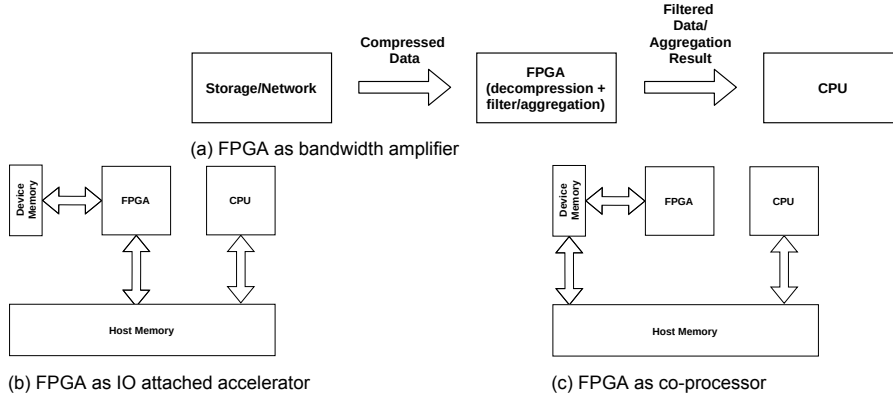 Compressed
Data
Filtered
Data/
Aggregation
Result
Storage/Network
FPGA
(decompression +
filter/aggregation)
CPU
(a) FPGA as bandwidth amplifier
Device
Memory
FPGA
CPU
Host Memory
(b) FPGA as IO attached accelerator
Device
Memory
FPGA
CPU
Host Memory
(c) FPGA as co-processor